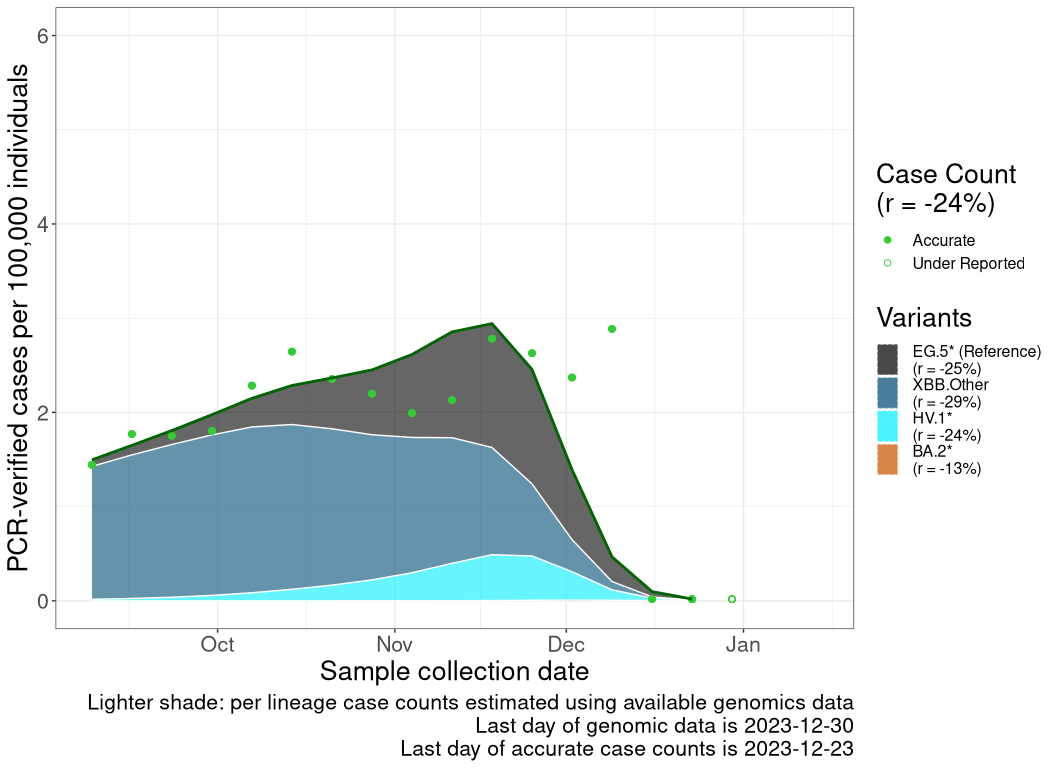 PCR-verified cases per 100,000 individuals
6
4
2
0
Oct Nov Dec Jan
Sample collection date
Lighter shade: per lineage case counts estimated using available genomics data
Last day of genomic data is 2023-12-30
Last day of accurate case counts is 2023-12-23
Case Count
(r = -24%)
Accurate
Under Reported
Variants
EG.5* (Reference)
(r = -25%)
XBB.Other
(r = -29%)
HV.1*
(r = -24%)
BA.2*
(r = -13%)